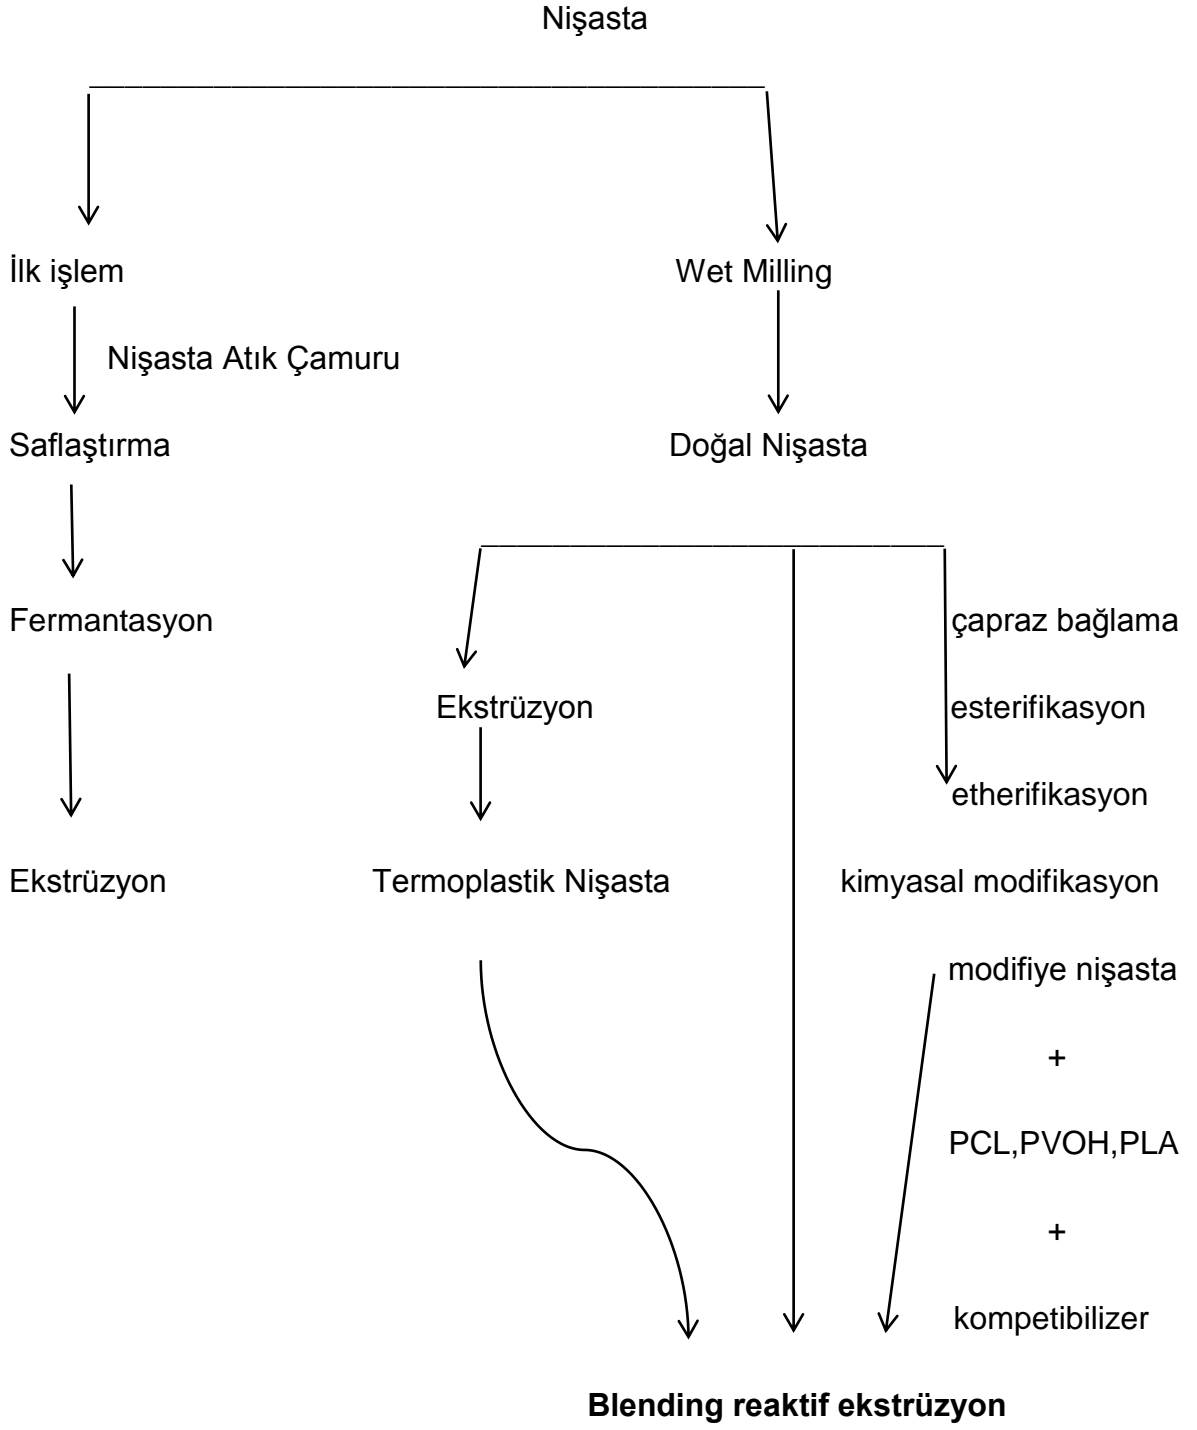 Nişasta
İlk işlem
Wet Milling
Nişasta Atık Çamuru
Saflaştırma
Doğal Nişasta
Fermantasyon
çapraz bağlama
Ekstrüzyon
esterifikasyon
etherifikasyon
Ekstrüzyon
Termoplastik Nişasta
kimyasal modifikasyon
modifiye nişasta
+
PCL,PVOH,PLA
+
kompetibilizer
Blending reaktif ekstrüzyon